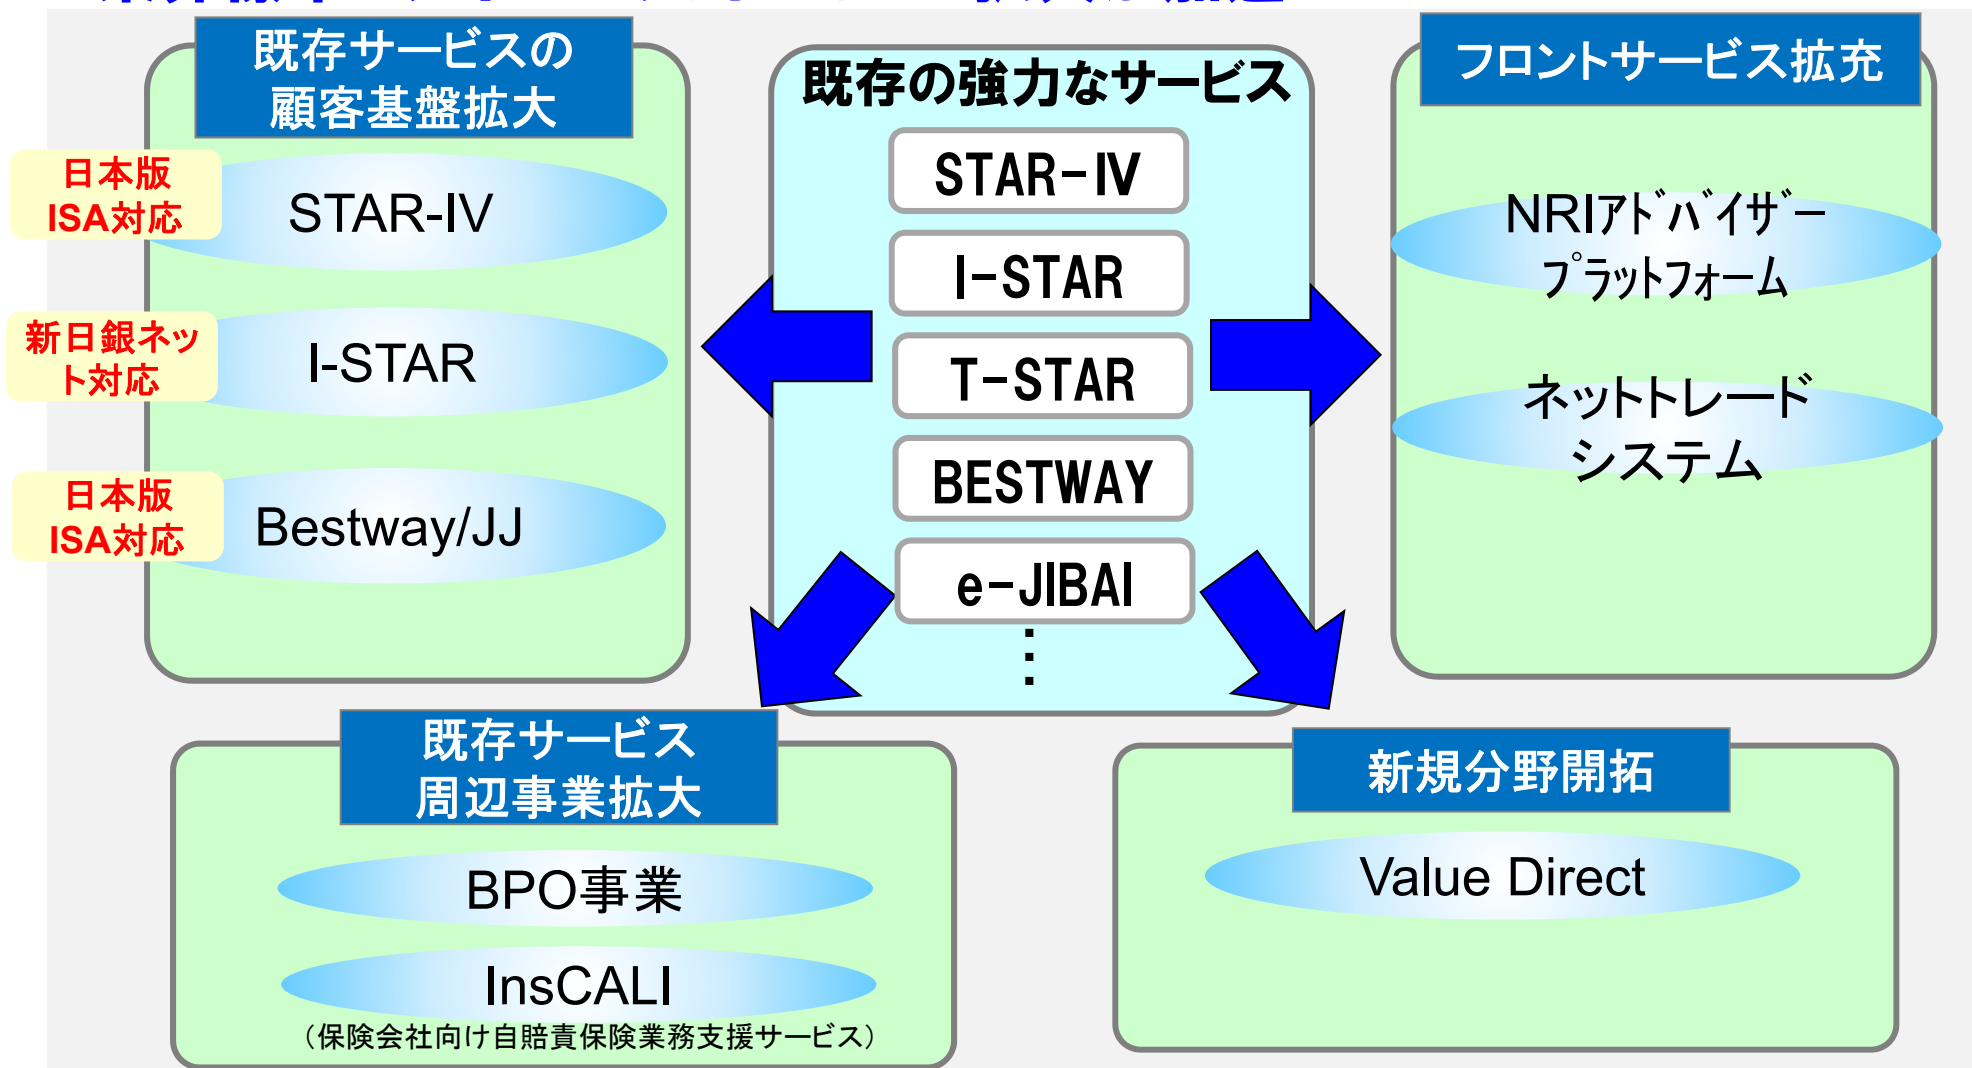 既存サービスの
顧客基盤拡大
日本版
ISA対応
STAR-IV
新日銀ネッ
ト対応
I-STAR
日本版
ISA対応
Bestway/JJ
既存の強力なサービス
STAR-Ⅳ
I-STAR
T-STAR
BESTWAY
e-JIBAI
⋮
フロントサービス拡充
NRIアドバイザー
プラットフォーム
ネットトレード
システム
既存サービス
周辺事業拡大
BPO事業
InsCALI
（保険会社向け自賠責保険業務支援サービス）
新規分野開拓
Value Direct